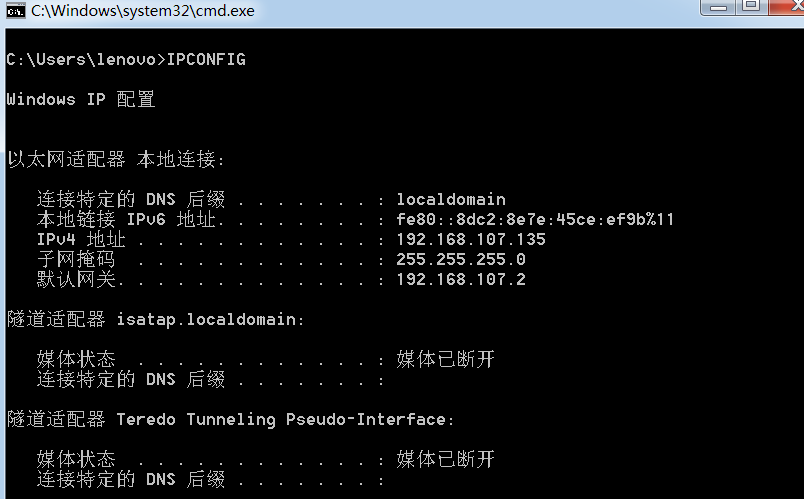 C:\Windows\system32\cmd.exe
C:\Users\lenovo>IPCONFIG
Windows IP 配置
以太网适配器 本地连接:
连接特定的 DNS 后缀 . . . . . . . : localdomain
本地链接 IPv6 地址. . . . . . . . : fe80::8dc2:8e7e:45ce:ef9b%11
IPv4 地址 . . . . . . . . . . . . : 192.168.107.135
子网掩码  . . . . . . . . . . . . : 255.255.255.0
默认网关. . . . . . . . . . . . . : 192.168.107.2
隧道适配器 isatap.localdomain:
媒体状态  . . . . . . . . . . . . : 媒体已断开
连接特定的 DNS 后缀 . . . . . . . :
隧道适配器 Teredo Tunneling Pseudo-Interface:
媒体状态  . . . . . . . . . . . . : 媒体已断开
连接特定的 DNS 后缀 . . . . . . . :